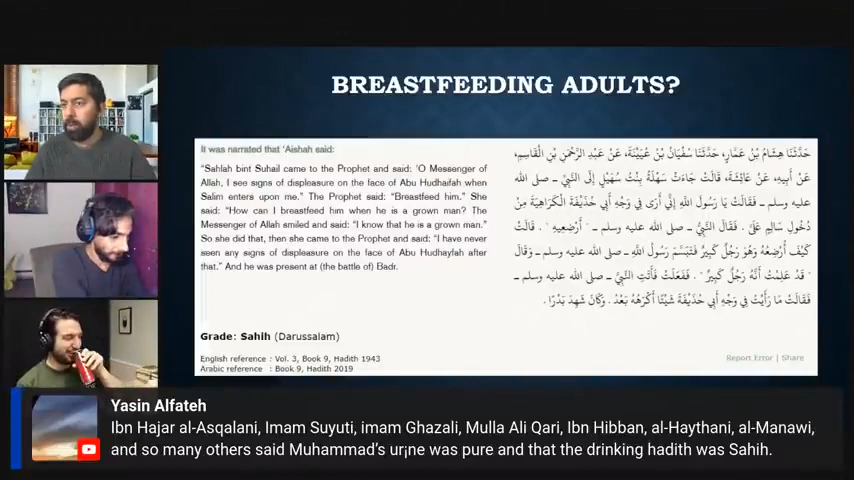 BREASTFEEDING ADULTS?
It was narrated that 'Aishah said:
"Sahlah bint Suhail came to the Prophet and said: 'O Messenger of
Allah, I see signs of displeasure on the face of Abu Hudhaifah when
Salim enters upon me." The Prophet said: "Breastfeed him." She
said: "How can I breastfeed him when he is a grown man? The
Messenger of Allah smiled and said: "I know that he is a grown man."
So she did that, then she came to the Prophet and said: "I have never
seen any signs of displeasure on the face of Abu Hudhayfah after
that." And he was present at (the battle of) Badr.
حَدَّثَنَا هِشَامُ بْنُ عَمَّارٍ، حَدَّثَنَا سُفْيَانُ بْنُ عُيَيْنَةَ، عَنْ عَبْدِ الرَّحْمَنِ بْنِ الْقَاسِمِ،
عَنْ أَبِيهِ، عَنْ عَائِشَةَ، قَالَتْ جَاءَتْ سَهْلَةُ بِنْتُ سُهَيْلٍ إِلَى النَّبِيِّ ـ صلى الله
عليه وسلم ـ فَقَالَتْ يَا رَسُولَ اللَّهِ إِنِّي أَرَى فِي وَجْهِ أَبِي حُذَيْفَةَ الْكَرَاهِيَةَ مِنْ
دُخُولِ سَالِمٍ عَلَىَّ . فَقَالَ النَّبِيُّ ـ صلى الله عليه وسلم ـ " أَرْضِعِيهِ " . قَالَتْ
كَيْفَ أُرْضِعُهُ وَهُوَ رَجُلٌ كَبِيرٌ فَتَبَسَّمَ رَسُولُ اللَّهِ ـ صلى الله عليه وسلم ـ وَقَالَ
" قَدْ عَلِمْتُ أَنَّهُ رَجُلٌ كَبِيرٌ " . فَفَعَلَتْ فَأَتَتِ النَّبِيَّ ـ صلى الله عليه وسلم ـ
فَقَالَتْ مَا رَأَيْتُ فِي وَجْهِ أَبِي حُذَيْفَةَ شَيْئًا أَكْرَهُهُ بَعْدُ . وَكَانَ شَهِدَ بَدْرًا .
Grade: Sahih (Darussalam)
English reference : Vol. 3, Book 9, Hadith 1943
Arabic reference : Book 9, Hadith 2019
Report Error | Share
Yasin Alfateh
Ibn Hajar al-Asqalani, Imam Suyuti, imam Ghazali, Mulla Ali Qari, Ibn Hibban, al-Haythani, al-Manawi,
and so many others said Muhammad's ur¡ne was pure and that the drinking hadith was Sahih.